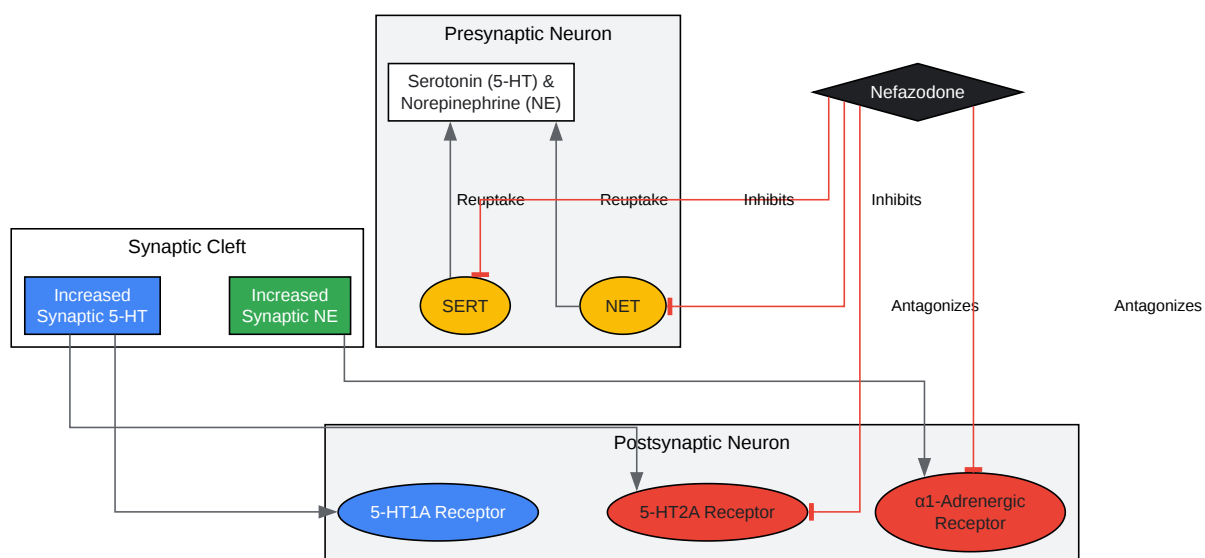 Presynaptic Neuron
Serotonin (5-HT) &
Norepinephrine (NE)
Nefazodone
Reuptake
Reuptake
Inhibits
Inhibits
Synaptic Cleft
Increased
Synaptic 5-HT
Increased
Synaptic NE
SERT
NET
Antagonizes
Antagonizes
Postsynaptic Neuron
5-HT1A Receptor
5-HT2A Receptor
α1-Adrenergic
Receptor